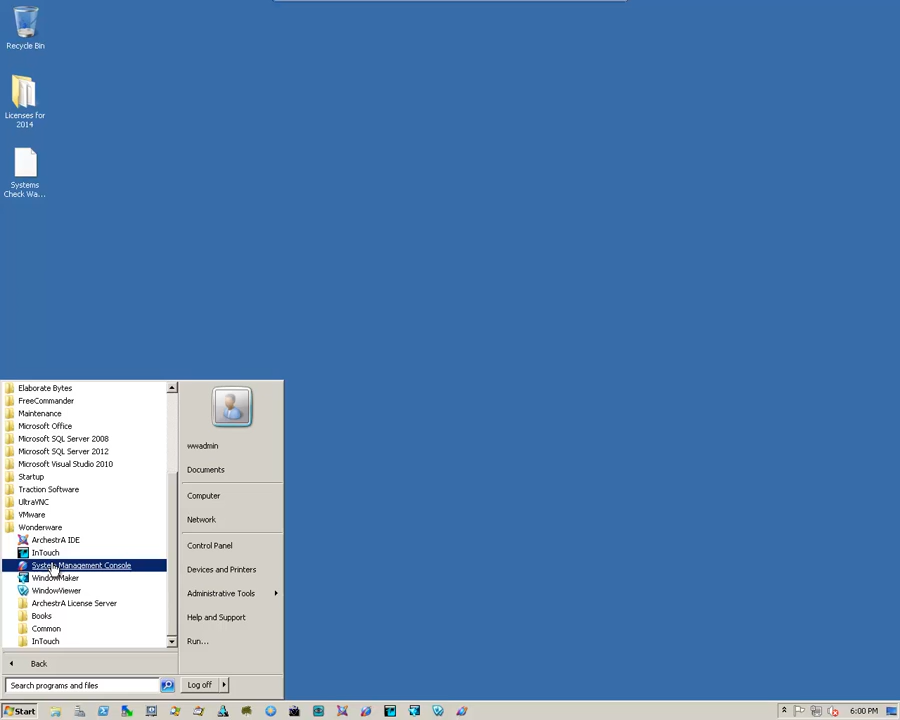 Recycle Bin
Licenses for
2014
Systems
Check Wa...
Elaborate Bytes
FreeCommander
Maintenance
Microsoft Office
Microsoft SQL Server 2008
Microsoft SQL Server 2012
Microsoft Visual Studio 2010
Startup
Traction Software
UltraVNC
VMware
Wonderware
ArchestrA IDE
InTouch
System Management Console
WindowMaker
WindowViewer
ArchestrA License Server
Books
Common
InTouch
Back
Search programs and files
wwadmin
Documents
Computer
Network
Control Panel
Devices and Printers
Administrative Tools
Help and Support
Run...
Log off
Start
6:00 PM